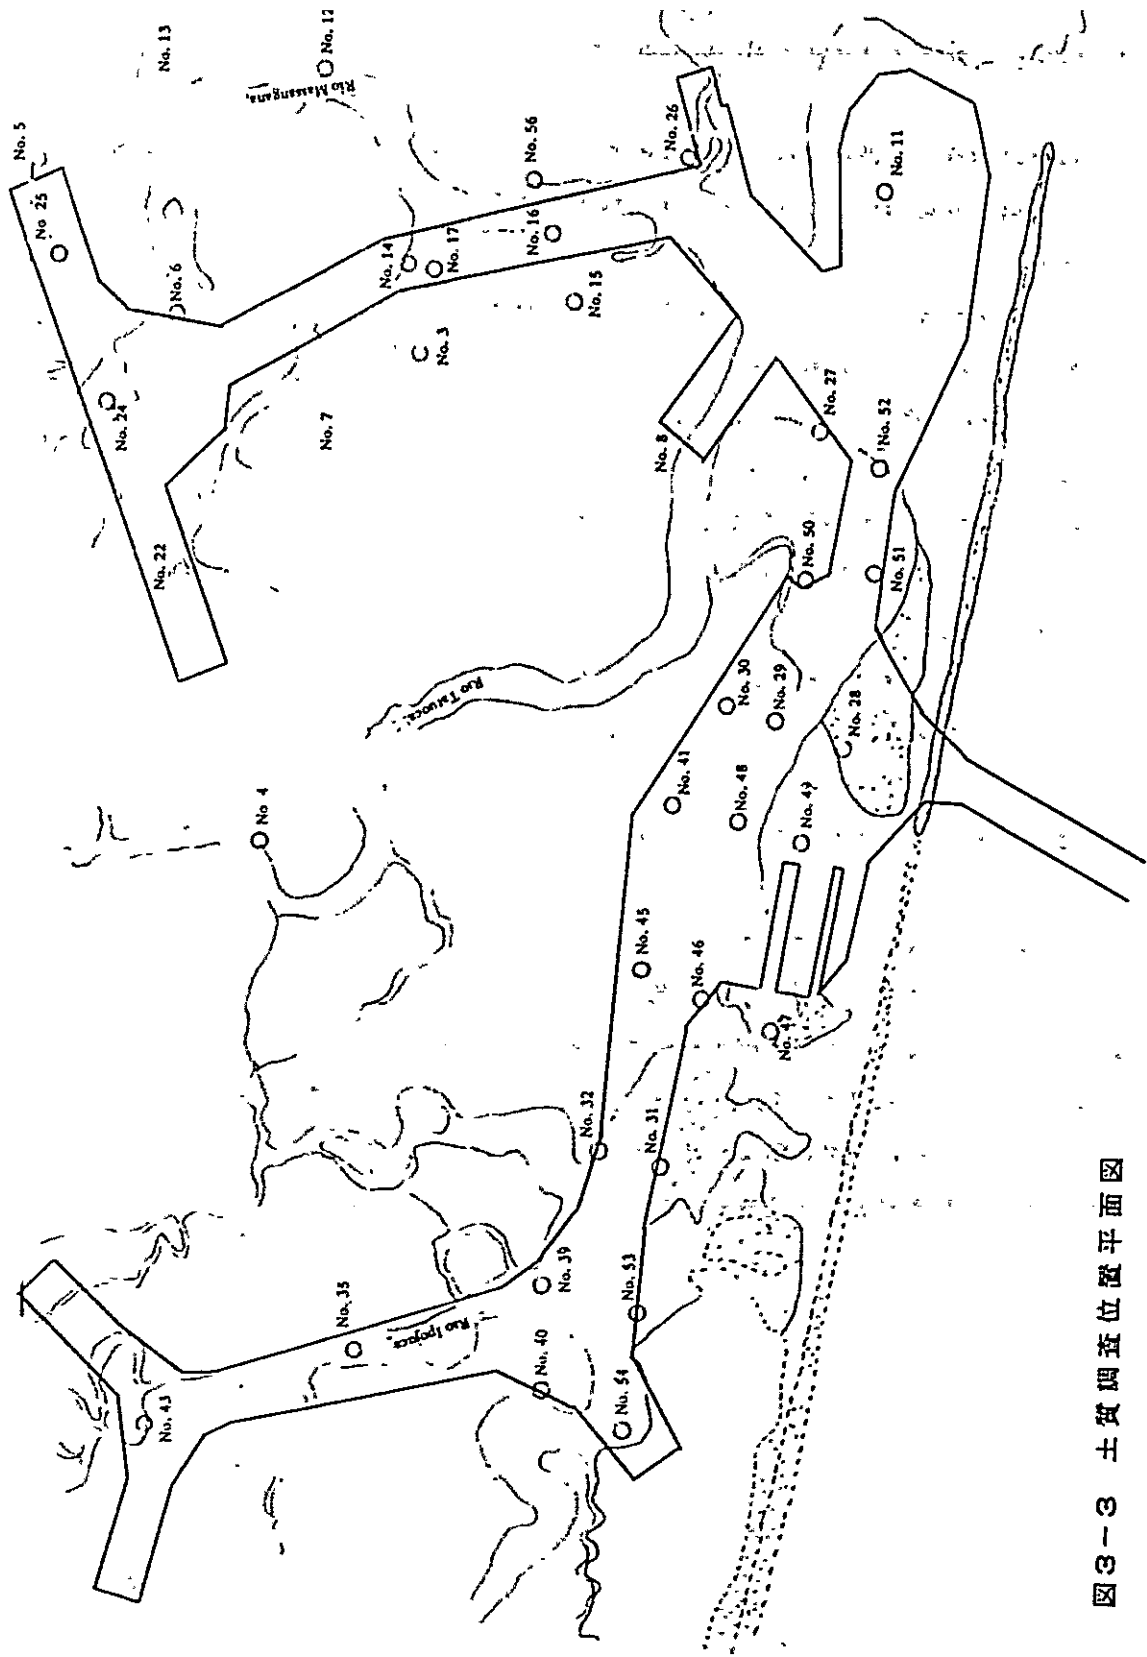 No. 5
No. 13
No. 12
No. 25
Rio Massangana
No. 6
No. 56
No. 26
No. 14
No. 17
No. 16
No. 11
No. 24
No. 15
No. 3
No. 7
No. 8
No. 27
No. 52
No. 22
No. 50
No. 51
Rio Tatuoca
No. 30
No. 29
No. 28
No. 4
No. 41
No. 48
No. 49
No. 45
No. 46
No. 47
No. 32
No. 31
No. 39
No. 53
No. 35
Rio Ipojuca
No. 40
No. 54
No. 43
図3-3 土質調査位置平面図